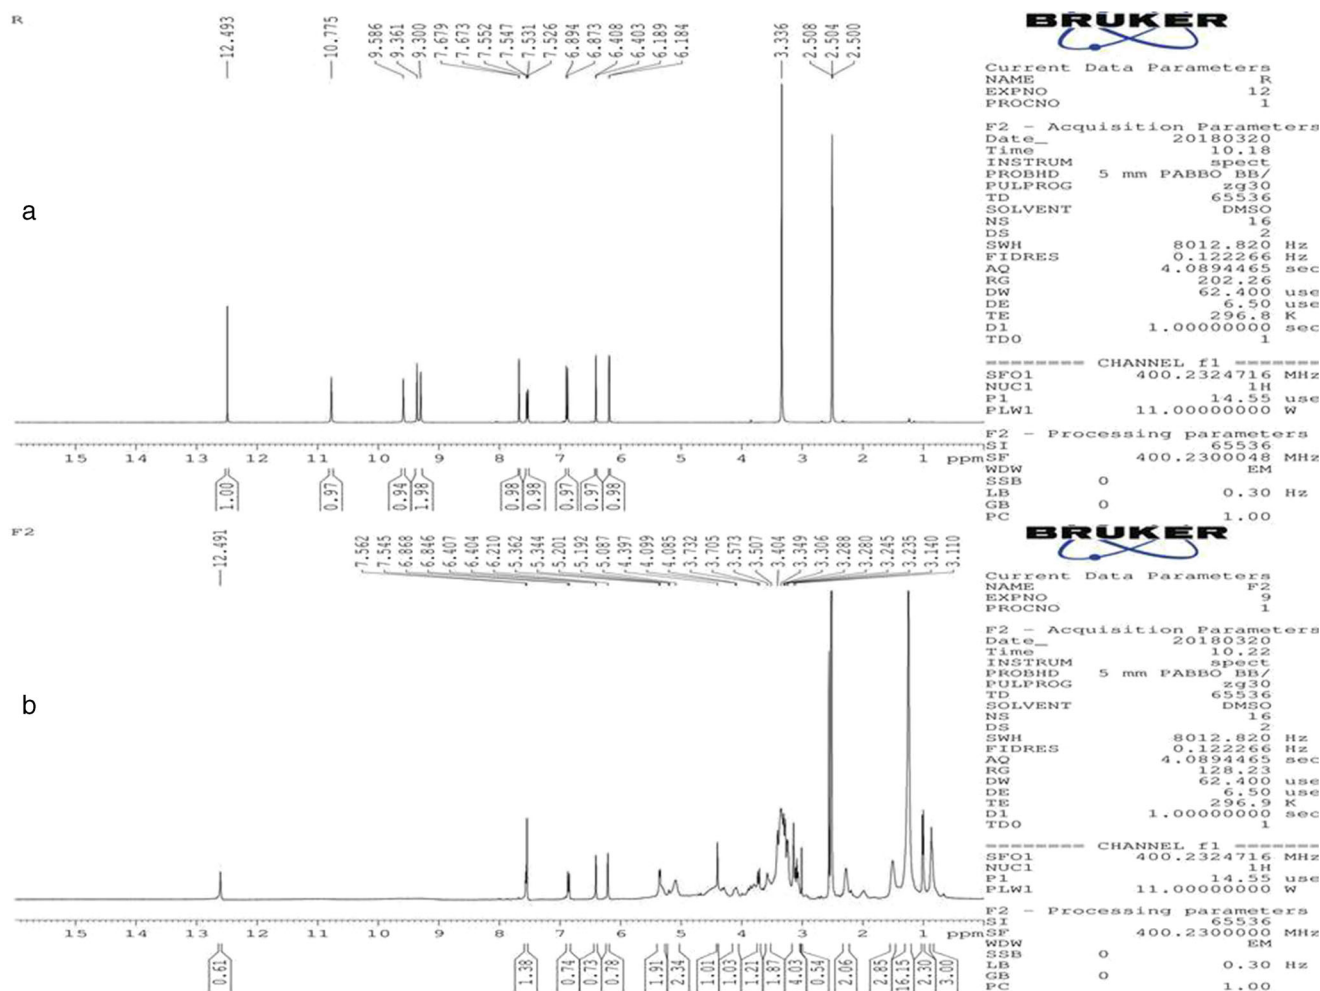 R
—12.493
—10.775
9.586
9.361
9.300
7.679
7.673
7.552
7.547
7.531
7.526
6.894
6.873
6.408
6.403
6.189
6.184
—3.336
2.508
2.504
2.500
BRUKER
Current Data Parameters
NAME R
EXPNO 12
PROCNO 1
F2 - Acquisition Parameters
Date_ 20180320
Time 10.18
INSTRUM spect
PROBHD 5 mm PABBO BB/
PULPROG zg30
TD 65536
SOLVENT DMSO
NS 16
DS 2
SWH 8012.820 Hz
FIDRES 0.122266 Hz
AQ 4.0894465 sec
RG 202.26
DW 62.400 use
DE 6.50 use
TE 296.8 K
D1 1.00000000 sec
TD0 1
======== CHANNEL f1 =======
SFO1 400.2324716 MHz
NUC1 1H
P1 14.55 use
PLW1 11.00000000 W
F2 - Processing parameters
SI 65536
SF 400.2300048 MHz
WDW EM
SSB 0
LB 0.30 Hz
GB 0
PC 1.00
a
15 14 13 12 11 10 9 8 7 6 5 4 3 2 1 ppm
1.00
0.97
0.94
1.98
0.98
0.98
0.97
0.97
0.98
F2
—12.491
7.562
7.545
6.868
6.846
6.407
6.404
6.210
5.362
5.344
5.201
5.192
5.087
4.397
4.099
4.085
3.732
3.705
3.573
3.507
3.404
3.349
3.306
3.288
3.280
3.245
3.235
3.140
3.110
BRUKER
Current Data Parameters
NAME F2
EXPNO 9
PROCNO 1
F2 - Acquisition Parameters
Date_ 20180320
Time 10.22
INSTRUM spect
PROBHD 5 mm PABBO BB/
PULPROG zg30
TD 65536
SOLVENT DMSO
NS 16
DS 2
SWH 8012.820 Hz
FIDRES 0.122266 Hz
AQ 4.0894465 sec
RG 128.23
DW 62.400 use
DE 6.50 use
TE 296.9 K
D1 1.00000000 sec
TD0 1
======== CHANNEL f1 =======
SFO1 400.2324716 MHz
NUC1 1H
P1 14.55 use
PLW1 11.00000000 W
F2 - Processing parameters
SI 65536
SF 400.2300000 MHz
WDW EM
SSB 0
LB 0.30 Hz
GB 0
PC 1.00
b
15 14 13 12 11 10 9 8 7 6 5 4 3 2 1 ppm
0.61
1.38
0.74
0.73
0.78
1.91
2.34
1.01
1.03
1.21
1.87
4.03
0.54
2.06
2.85
16.15
2.30
3.00